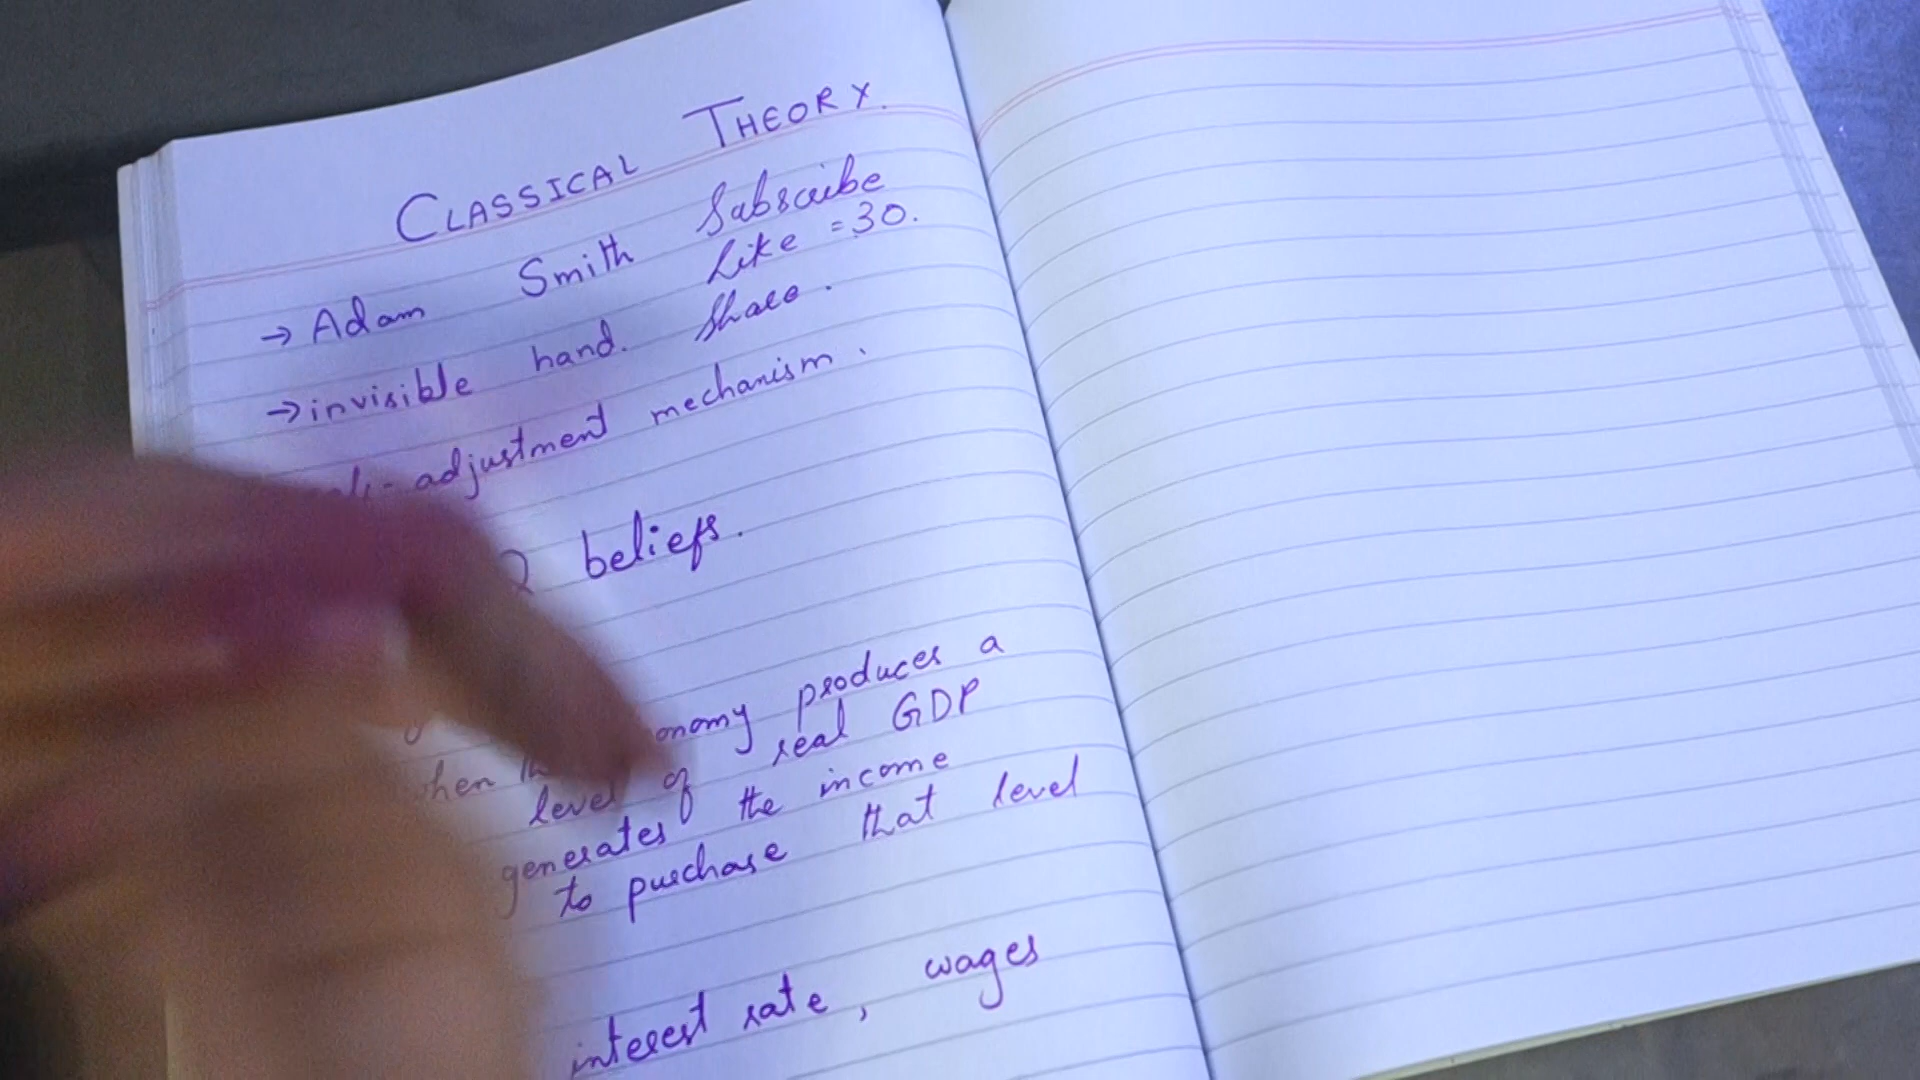 CLASSICAL THEORY.
→ Adam Smith
Subscribe
Like = 30.
Share.
→ invisible hand.
adjustment mechanism.
2 beliefs.
produces a
level of real GDP
generates the income
to purchase that level
interest rate, wages